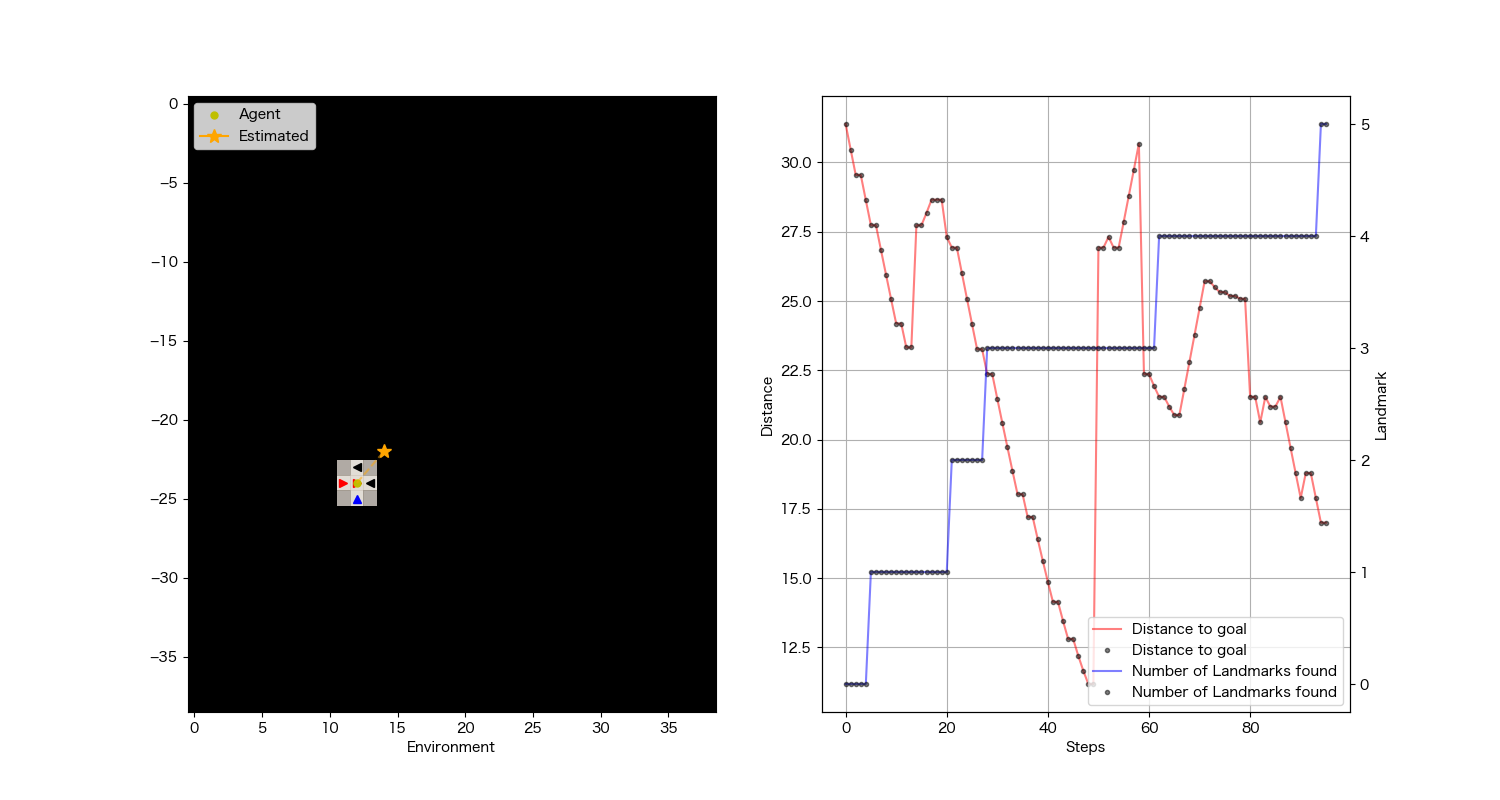 Agent
Estimated
0
−5
−10
−15
−20
−25
−30
−35
0 5 10 15 20 25 30 35
Environment
30.0
27.5
25.0
22.5
20.0
17.5
15.0
12.5
Distance
5
4
3
2
1
0
Landmark
Distance to goal
Distance to goal
Number of Landmarks found
Number of Landmarks found
0 20 40 60 80
Steps